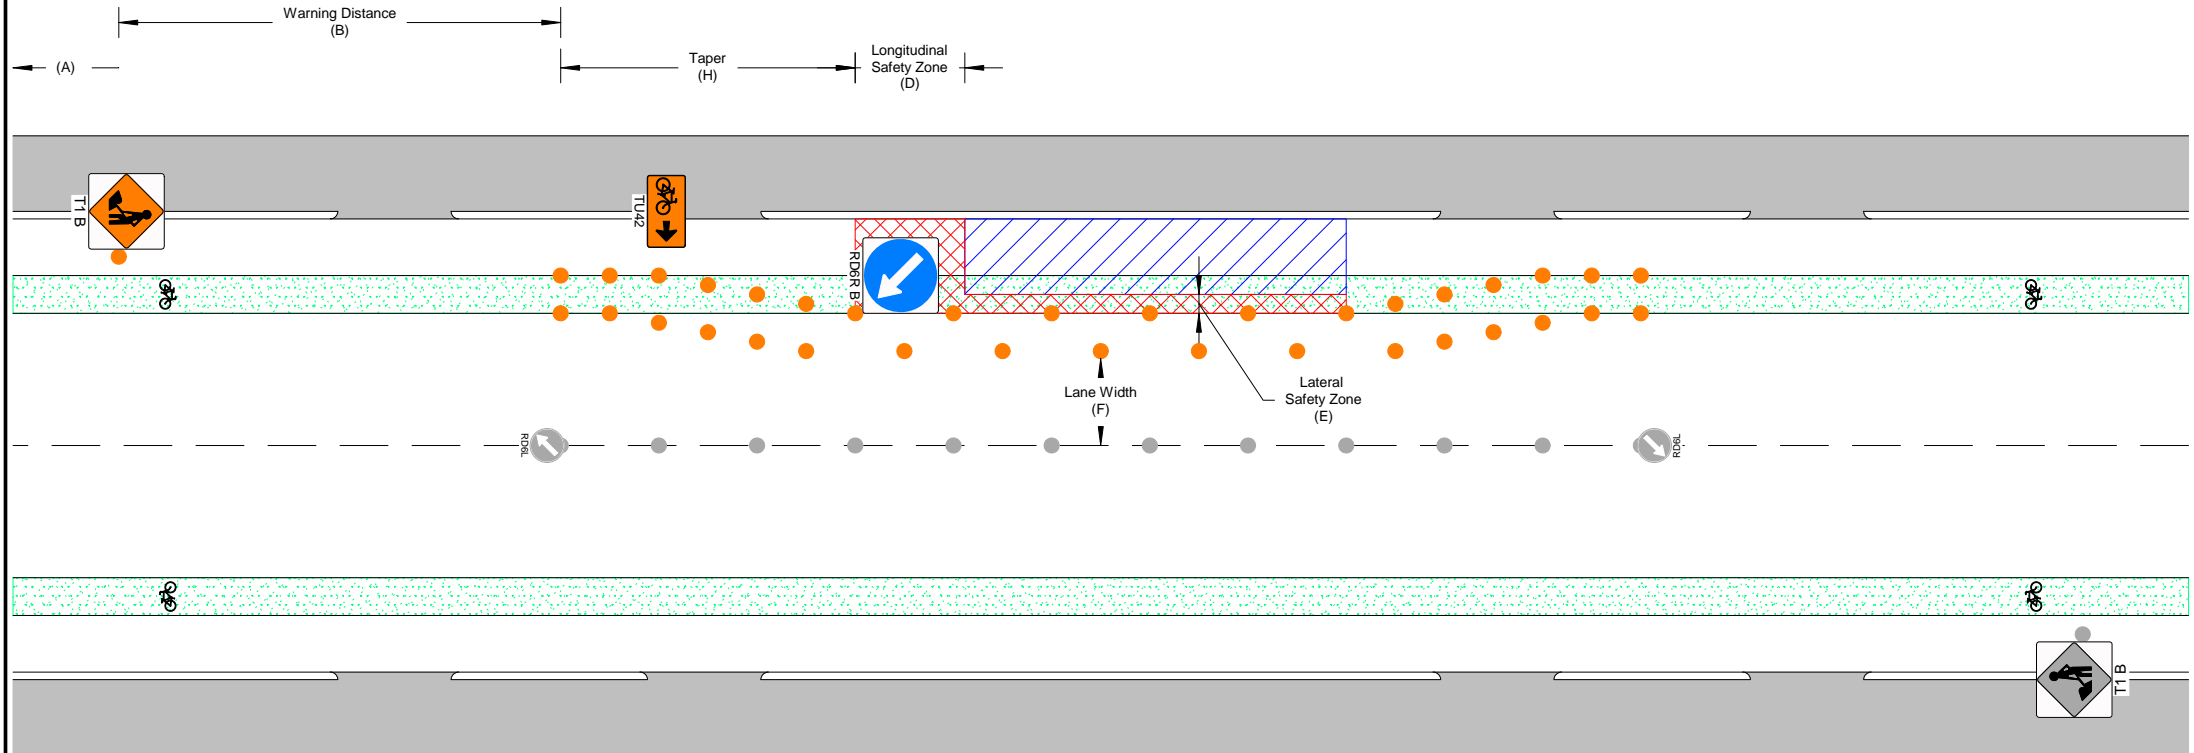 Warning Distance
(B)
(A)
Taper
(H)
Longitudinal
Safety Zone
(D)
T1 B
TU42
RD6R B
Lane Width
(F)
Lateral
Safety Zone
(E)
RD6L
RD6L
T1 B